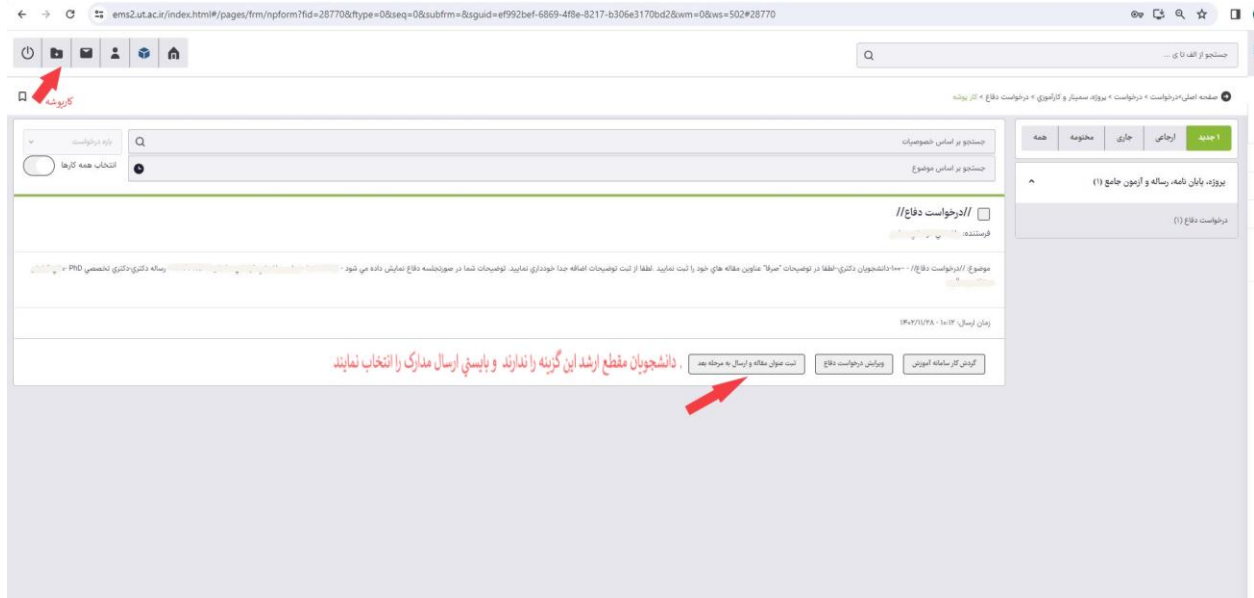 ems2.ut.ac.ir/index.html#/pages/frm/npform?fid=28770&ftype=0&seq=0&subfrm=&sguid=ef992bef-6869-4f8e-8217-b306e3170bd2&wm=0&ws=502#28770
جستجو از الف تا ی ...
کارپوشه
صفحه اصلی>درخواست > درخواست > پروژه، سمینار و کارآموزی > درخواست دفاع > کار پوشه
۱ جدید
ارجاعی
جاری
مختومه
همه
پروژه، پایان نامه، رساله و آزمون جامع (۱)
درخواست دفاع (۱)
جستجو بر اساس خصوصیات
بازه درخواست
جستجو بر اساس موضوع
انتخاب همه کارها
//درخواست دفاع//
فرستنده:
موضوع: //درخواست دفاع// - ۱۰۰-دانشجویان دکتری-لطفا در توضیحات "صرفا" عناوین مقاله های خود را ثبت نمایید .لطفا از ثبت توضیحات اضافه جدا خودداری نمایید. توضیحات شما در صورتجلسه دفاع نمایش داده می شود - رساله دکتری-دکتری تخصصی PhD
زمان ارسال: ۱۰:۱۲ - ۱۴۰۲/۱۱/۲۸
گردش کار سامانه آموزش
ویرایش درخواست دفاع
ثبت عنوان مقاله و ارسال به مرحله بعد
. دانشجویان مقطع ارشد این گزینه را ندارند و بایستی ارسال مدارک را انتخاب نمایند